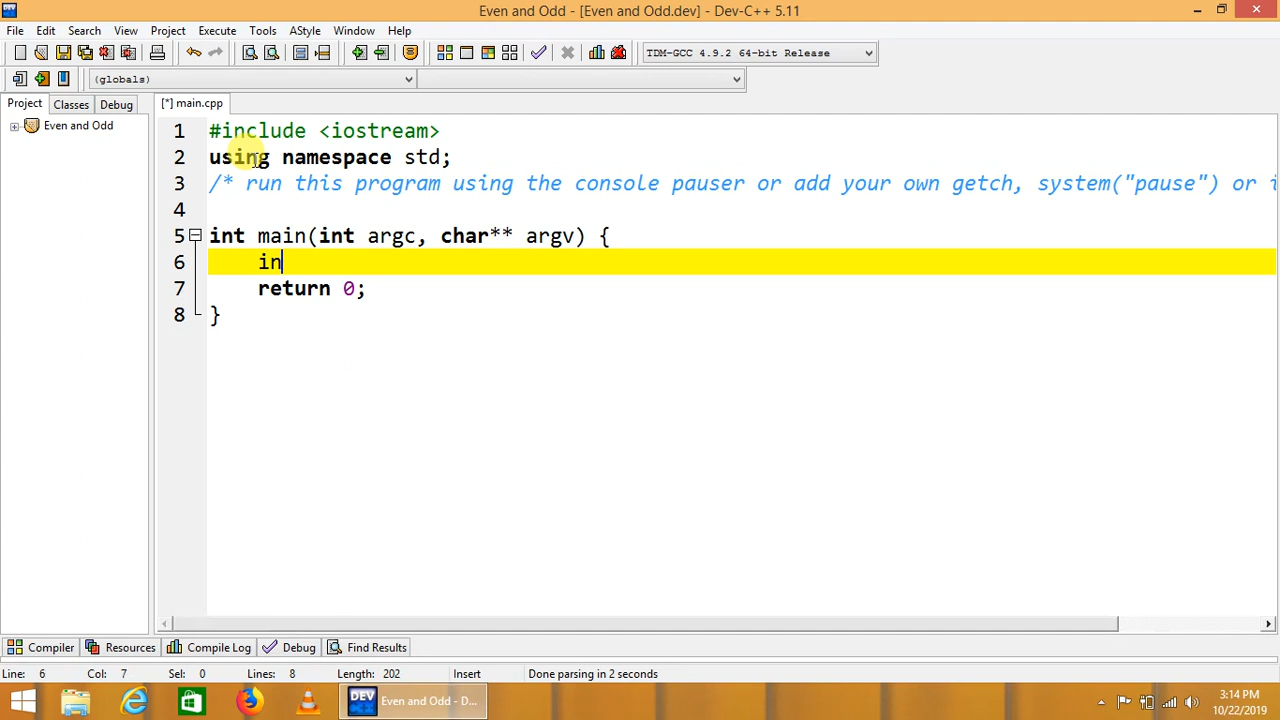 Even and Odd - [Even and Odd.dev] - Dev-C++ 5.11
File Edit Search View Project Execute Tools AStyle Window Help
TDM-GCC 4.9.2 64-bit Release
(globals)
Project Classes Debug [*] main.cpp
Even and Odd
1 #include <iostream>
2 using namespace std;
3 /* run this program using the console pauser or add your own getch, system("pause") or i
4
5 int main(int argc, char** argv) {
6 in
7 return 0;
8 }
Compiler Resources Compile Log Debug Find Results
Line: 6 Col: 7 Sel: 0 Lines: 8 Length: 202 Insert Done parsing in 2 seconds
DEV Even and Odd - D...
3:14 PM
10/22/2019